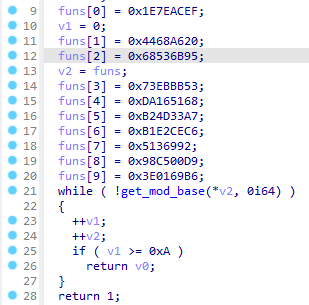 9 funs[0] = 0x1E7EACEF;
10 v1 = 0;
11 funs[1] = 0x4468A620;
12 funs[2] = 0x68536B95;
13 v2 = funs;
14 funs[3] = 0x73EBBB53;
15 funs[4] = 0xDA165168;
16 funs[5] = 0xB24D33A7;
17 funs[6] = 0xB1E2CEC6;
18 funs[7] = 0x5136992;
19 funs[8] = 0x98C500D9;
20 funs[9] = 0x3E0169B6;
21 while ( !get_mod_base(*v2, 0i64) )
22 {
23 ++v1;
24 ++v2;
25 if ( v1 >= 0xA )
26 return v0;
27 }
28 return 1;